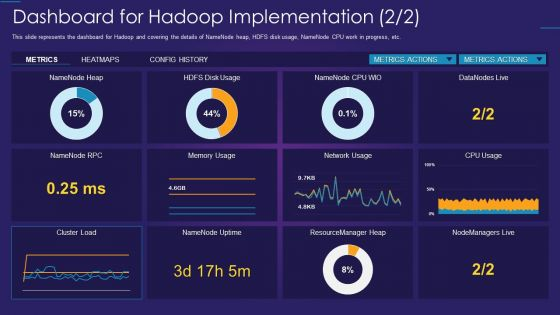 Dashboard for Hadoop Implementation (2/2)
This slide represents the dashboard for Hadoop and covering the details of NameNode heap, HDFS disk usage, NameNode CPU work in progress, etc.
METRICS HEATMAPS CONFIG HISTORY METRICS ACTIONS METRICS ACTIONS
NameNode Heap
15%
HDFS Disk Usage
44%
NameNode CPU WIO
0.1%
DataNodes Live
2/2
NameNode RPC
0.25 ms
Memory Usage
4.6GB
Network Usage
9.7KB
4.8KB
CPU Usage
100%
50%
0%
Cluster Load
NameNode Uptime
3d 17h 5m
ResourceManager Heap
8%
NodeManagers Live
2/2